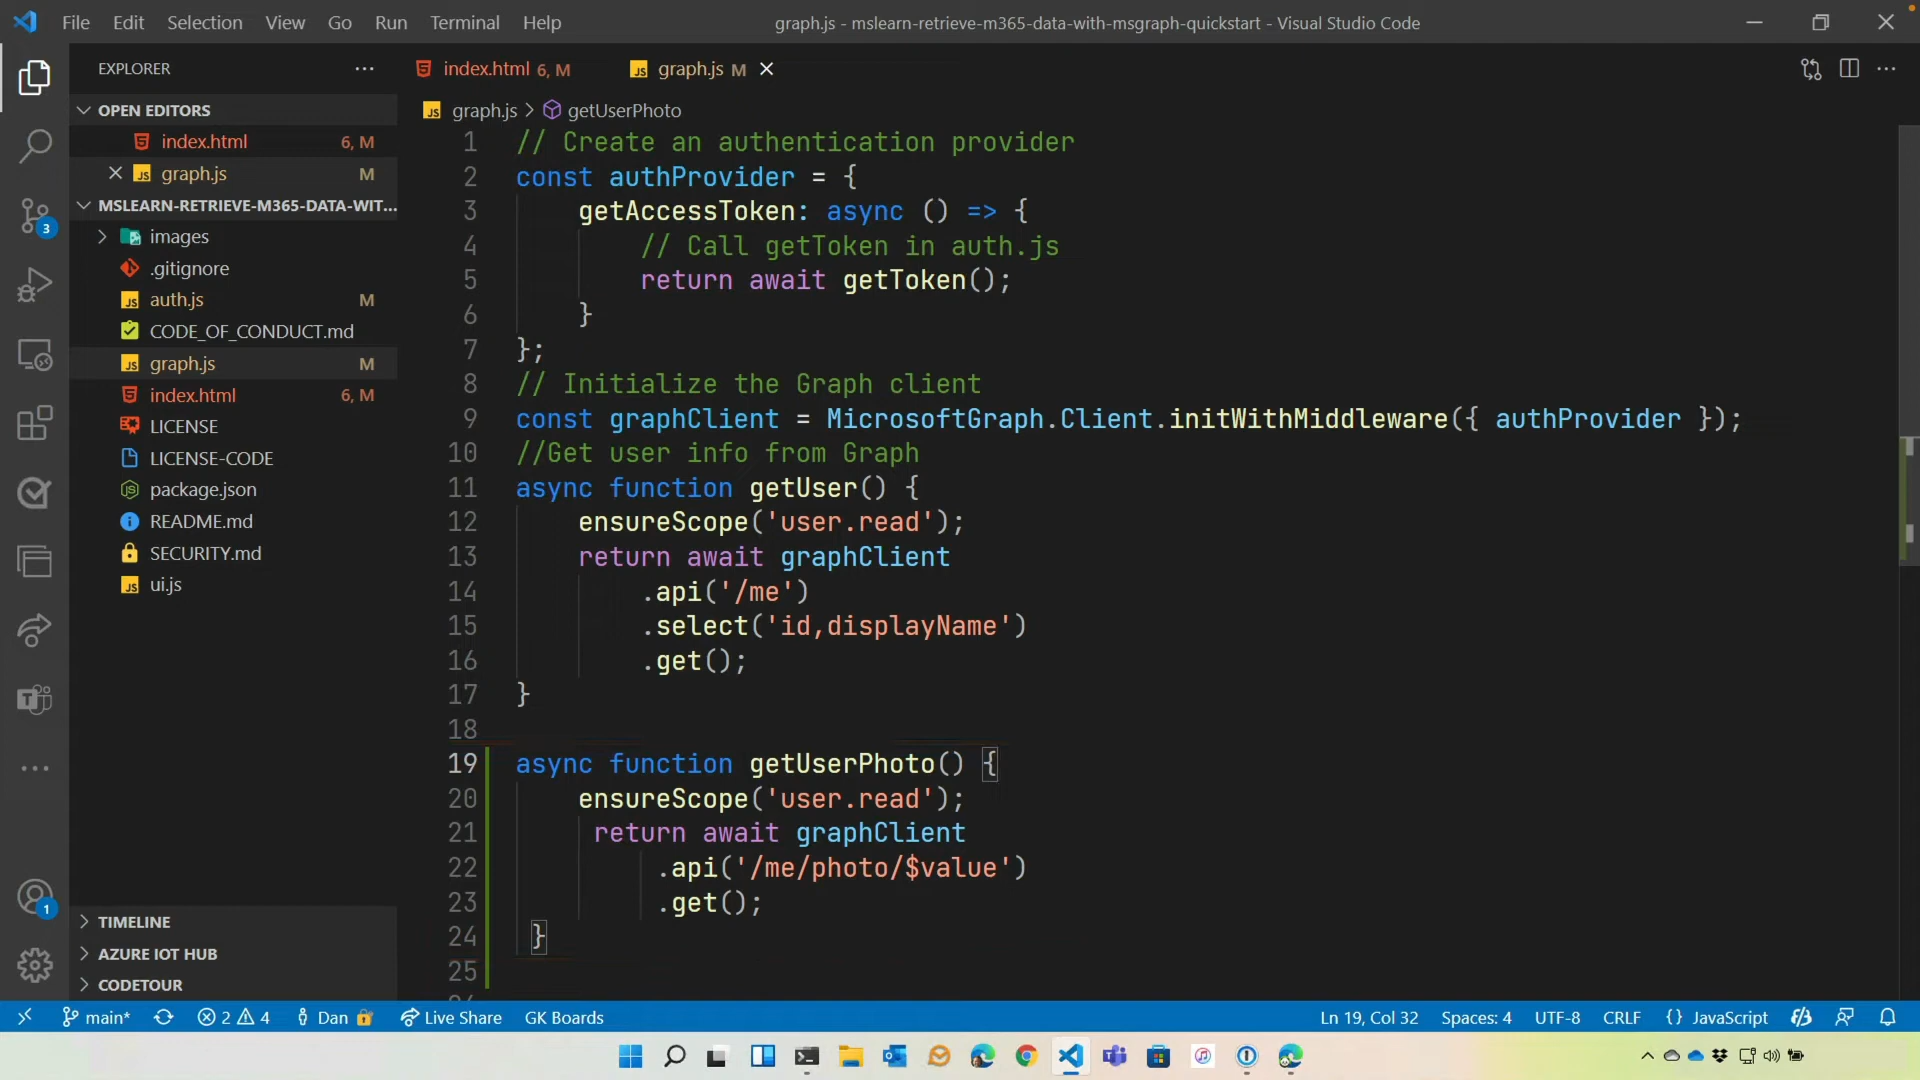 File Edit Selection View Go Run Terminal Help
graph.js - mslearn-retrieve-m365-data-with-msgraph-quickstart - Visual Studio Code
EXPLORER
OPEN EDITORS
index.html 6, M
graph.js M
MSLEARN-RETRIEVE-M365-DATA-WIT...
images
.gitignore
auth.js M
CODE_OF_CONDUCT.md
graph.js M
index.html 6, M
LICENSE
LICENSE-CODE
package.json
README.md
SECURITY.md
ui.js
TIMELINE
AZURE IOT HUB
CODETOUR
3
1
index.html 6, M
graph.js M
graph.js > getUserPhoto
1 // Create an authentication provider
2 const authProvider = {
3 getAccessToken: async () => {
4 // Call getToken in auth.js
5 return await getToken();
6 }
7 };
8 // Initialize the Graph client
9 const graphClient = MicrosoftGraph.Client.initWithMiddleware({ authProvider });
10 //Get user info from Graph
11 async function getUser() {
12 ensureScope('user.read');
13 return await graphClient
14 .api('/me')
15 .select('id,displayName')
16 .get();
17 }
18
19 async function getUserPhoto() {
20 ensureScope('user.read');
21 return await graphClient
22 .api('/me/photo/$value')
23 .get();
24 }
25
main* 2 4 Dan Live Share GK Boards
Ln 19, Col 32 Spaces: 4 UTF-8 CRLF {} JavaScript